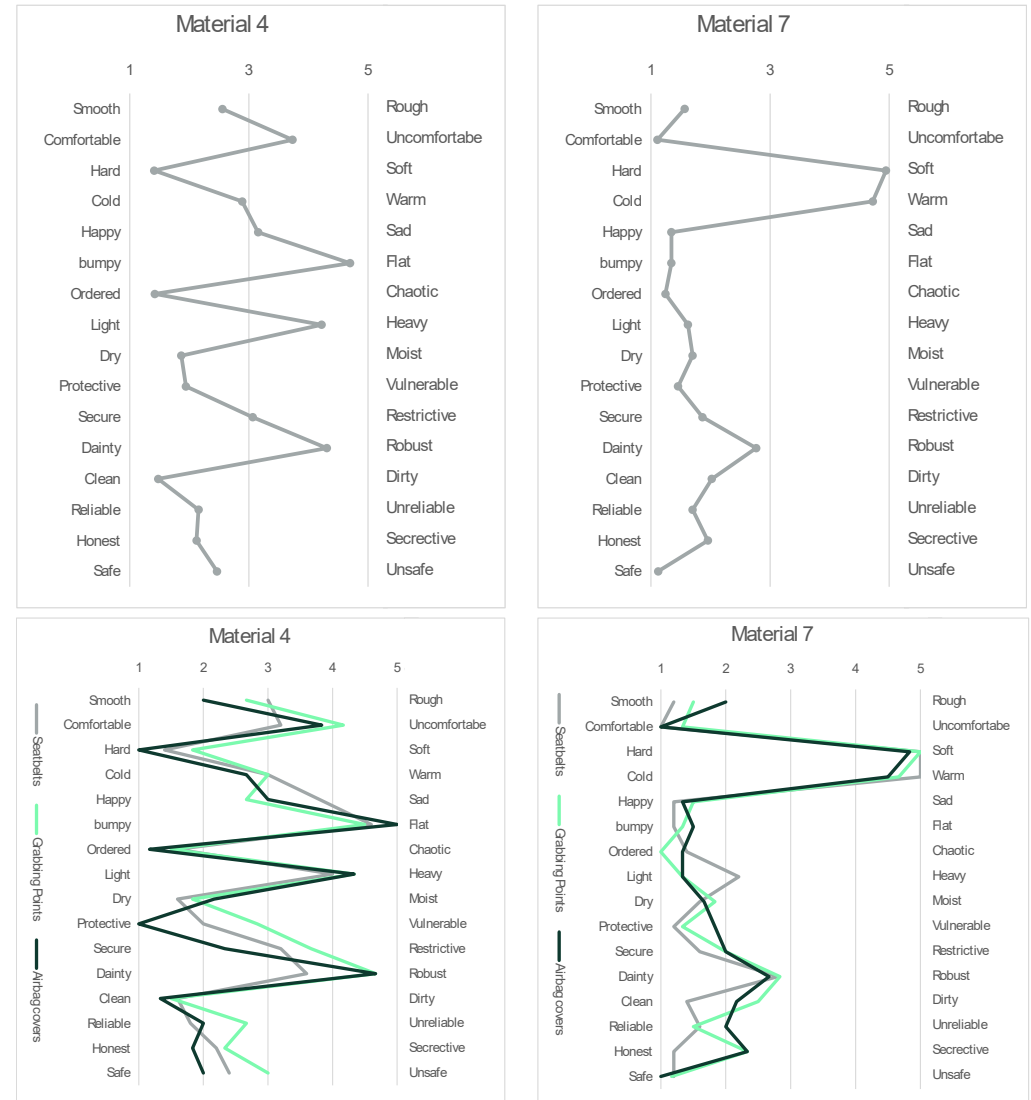 Material 4
1 3 5
Smooth Rough
Comfortable Uncomfortabe
Hard Soft
Cold Warm
Happy Sad
bumpy Flat
Ordered Chaotic
Light Heavy
Dry Moist
Protective Vulnerable
Secure Restrictive
Dainty Robust
Clean Dirty
Reliable Unreliable
Honest Secrective
Safe Unsafe
Material 7
1 3 5
Smooth Rough
Comfortable Uncomfortabe
Hard Soft
Cold Warm
Happy Sad
bumpy Flat
Ordered Chaotic
Light Heavy
Dry Moist
Protective Vulnerable
Secure Restrictive
Dainty Robust
Clean Dirty
Reliable Unreliable
Honest Secrective
Safe Unsafe
Material 4
1 2 3 4 5
Smooth Rough
Comfortable Uncomfortabe
Hard Soft
Cold Warm
Happy Sad
bumpy Flat
Ordered Chaotic
Light Heavy
Dry Moist
Protective Vulnerable
Secure Restrictive
Dainty Robust
Clean Dirty
Reliable Unreliable
Honest Secrective
Safe Unsafe
Seatbelts
Grabbing Points
Airbagcovers
Material 7
1 2 3 4 5
Smooth Rough
Comfortable Uncomfortabe
Hard Soft
Cold Warm
Happy Sad
bumpy Flat
Ordered Chaotic
Light Heavy
Dry Moist
Protective Vulnerable
Secure Restrictive
Dainty Robust
Clean Dirty
Reliable Unreliable
Honest Secrective
Safe Unsafe
Seatbelts
Grabbing Points
Airbagcovers